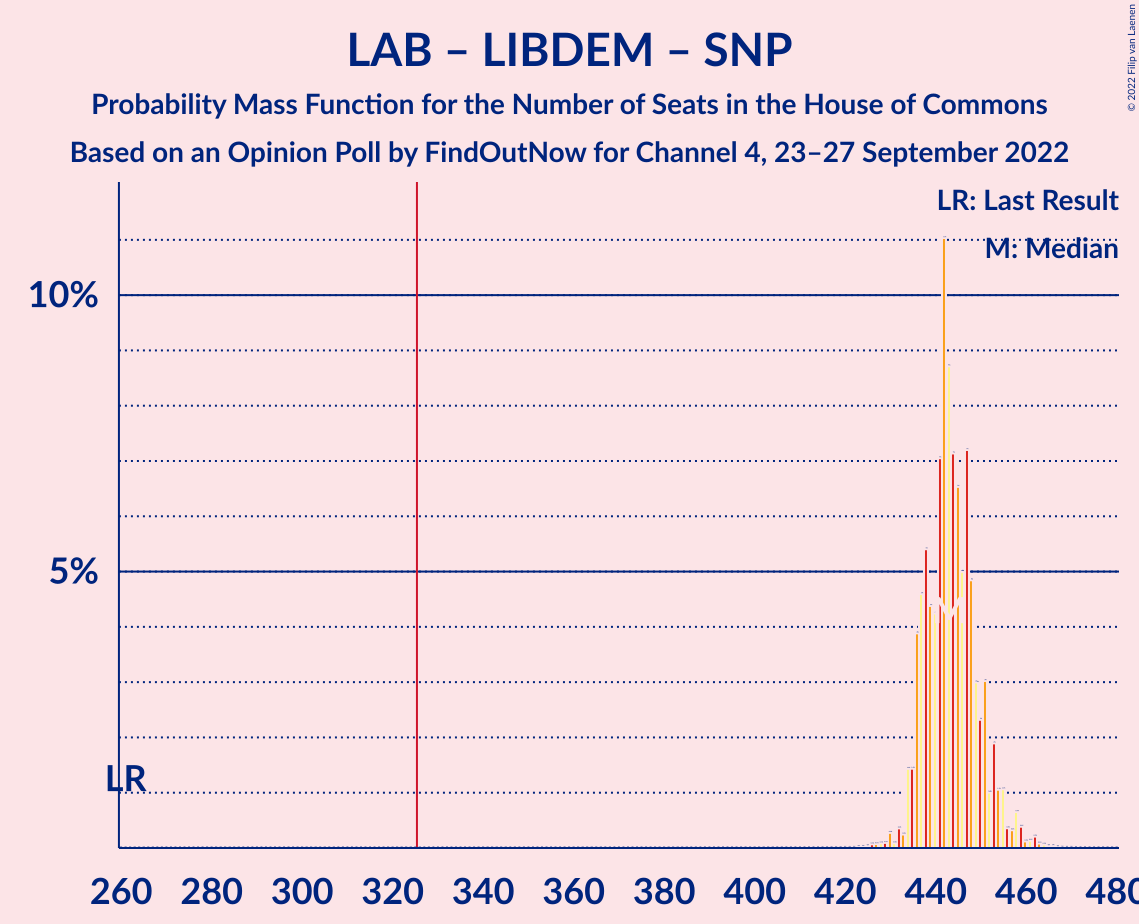 LAB – LIBDEM – SNP
Probability Mass Function for the Number of Seats in the House of Commons
Based on an Opinion Poll by FindOutNow for Channel 4, 23–27 September 2022
© 2022 Filip van Laenen
LR: Last Result
M: Median
10%
5%
M
LR
260 280 300 320 340 360 380 400 420 440 460 480